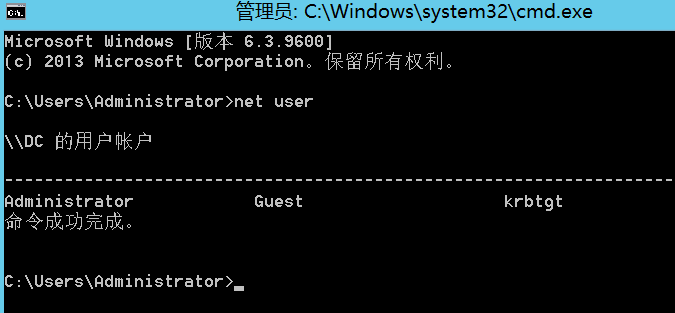 管理员: C:\Windows\system32\cmd.exe
Microsoft Windows [版本 6.3.9600]
(c) 2013 Microsoft Corporation。保留所有权利。
C:\Users\Administrator>net user
\\DC 的用户帐户
-------------------------------------------------------------------
Administrator            Guest                    krbtgt
命令成功完成。
C:\Users\Administrator>_